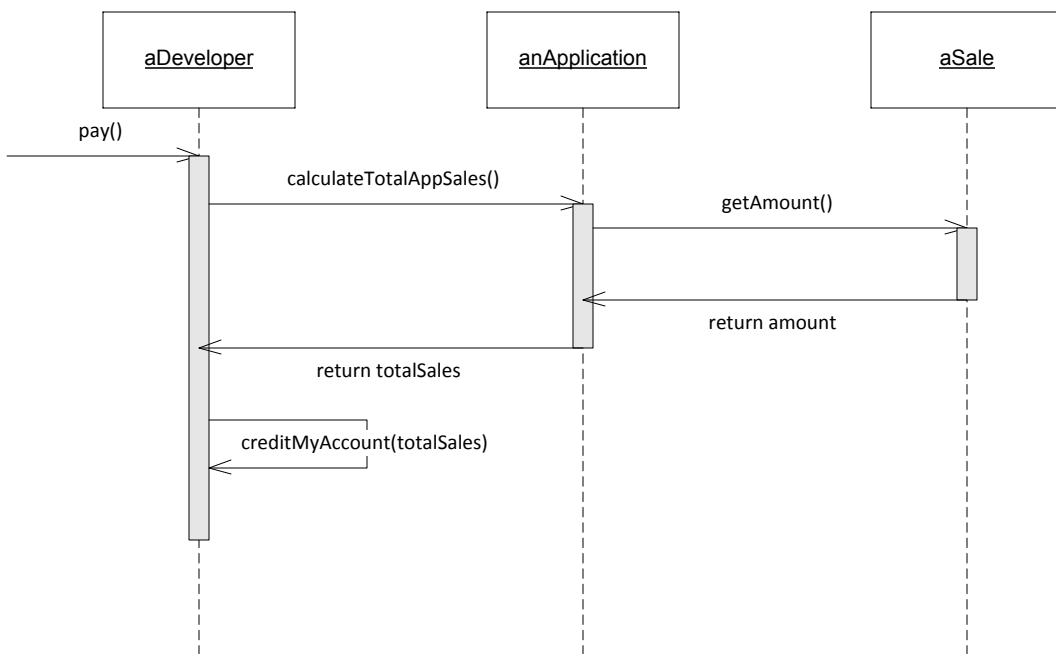 aDeveloper
anApplication
aSale
pay()
calculateTotalAppSales()
getAmount()
return amount
return totalSales
creditMyAccount(totalSales)